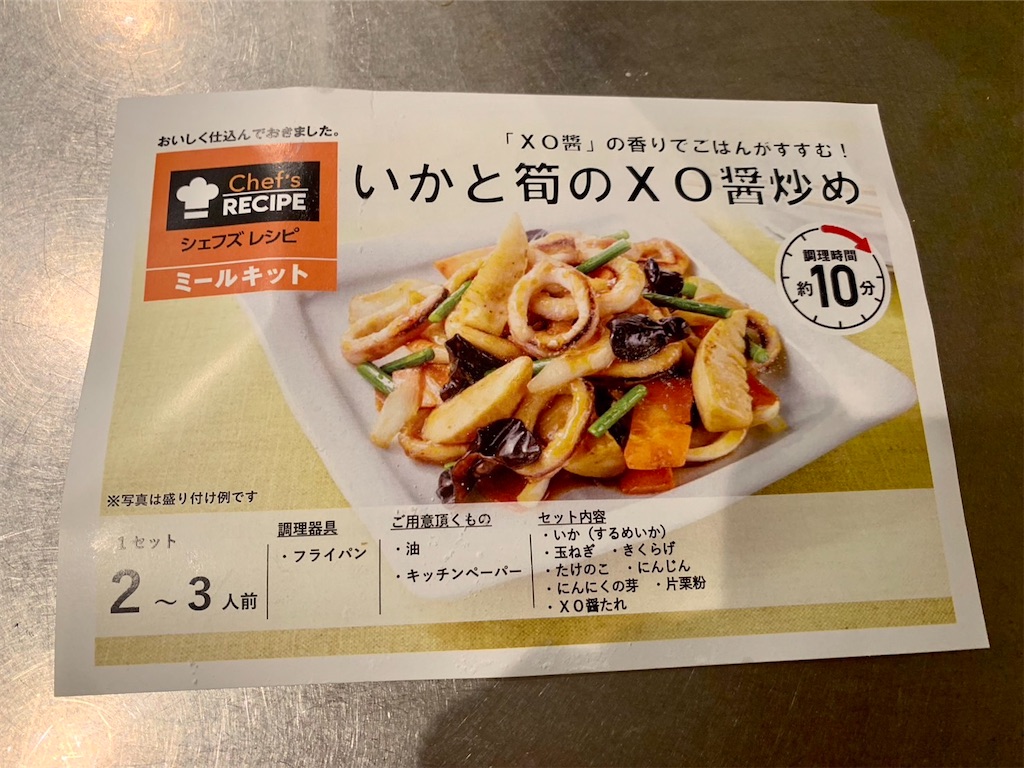 おいしく仕込んでおきました。
Chef's
RECIPE
シェフズ レシピ
ミールキット
「ＸＯ醤」の香りでごはんがすすむ！
いかと筍のＸＯ醤炒め
調理時間
約10分
※写真は盛り付け例です
1セット
2～3人前
調理器具
・フライパン
ご用意頂くもの
・油
・キッチンペーパー
セット内容
・いか（するめいか）
・玉ねぎ ・きくらげ
・たけのこ ・にんじん
・にんにくの芽 ・片栗粉
・ＸＯ醤たれ